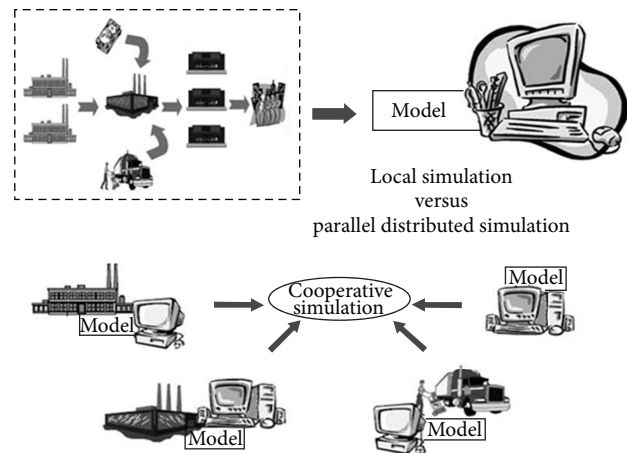 Model
Local simulation
versus
parallel distributed simulation
Model
Cooperative
simulation
Model
Model
Model